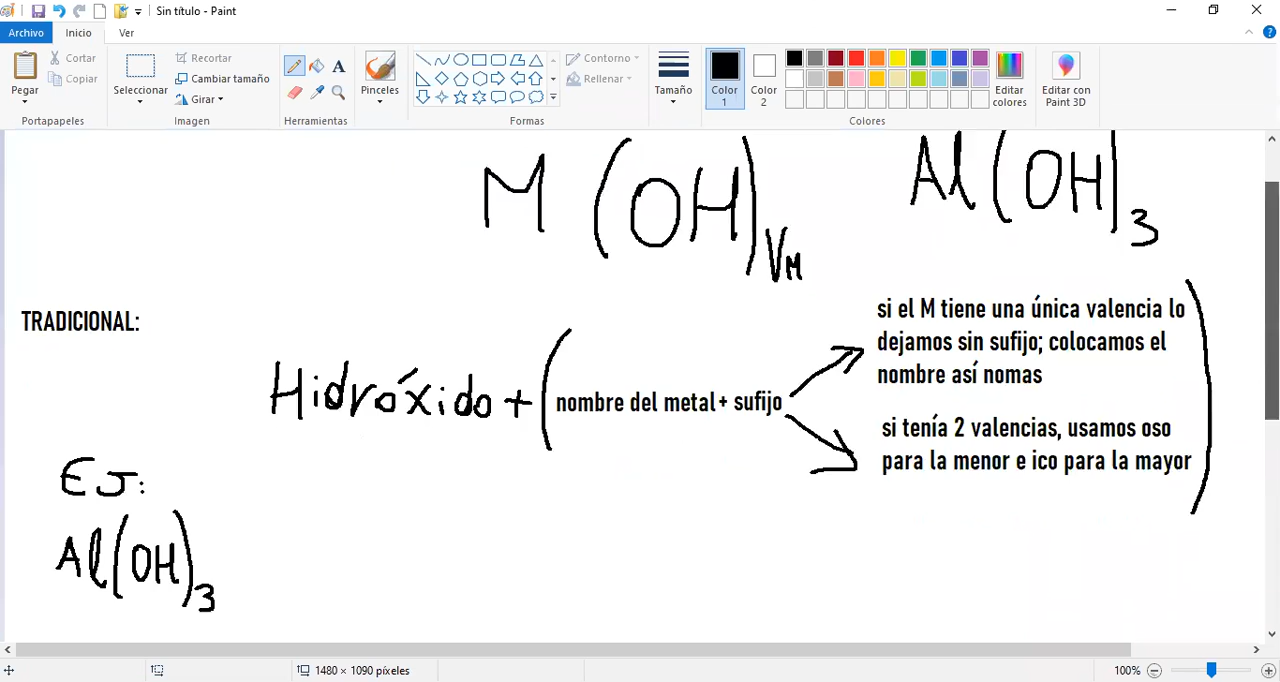 Sin título - Paint
Archivo Inicio Ver
Pegar
Cortar
Copiar
Portapapeles
Seleccionar
Recortar
Cambiar tamaño
Girar
Imagen
A
Herramientas
Pinceles
Contorno
Rellenar
Formas
Tamaño
Color
1
Color
2
Editar
colores
Editar con
Paint 3D
Colores
M (OH)VM
Al(OH)3
TRADICIONAL:
Hidróxido + (nombre del metal + sufijo
si el M tiene una única valencia lo
dejamos sin sufijo; colocamos el
nombre así nomas
si tenía 2 valencias, usamos oso
para la menor e ico para la mayor)
EJ:
Al(OH)3
1480 × 1090 píxeles
100%